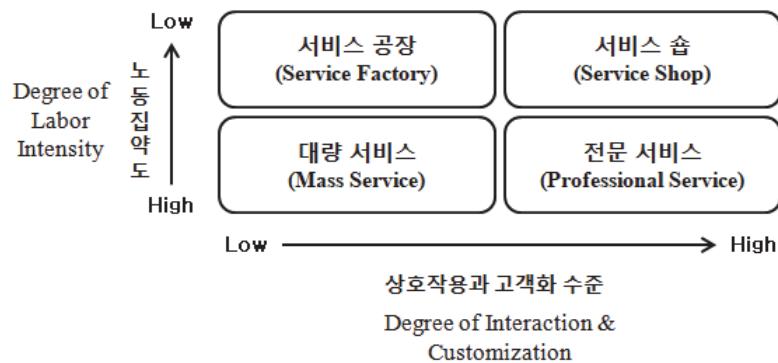 Low
서비스 공장
(Service Factory)
서비스 숍
(Service Shop)
Degree of
Labor
Intensity
노동집약도
대량 서비스
(Mass Service)
전문 서비스
(Professional Service)
High
Low
High
상호작용과 고객화 수준
Degree of Interaction &
Customization